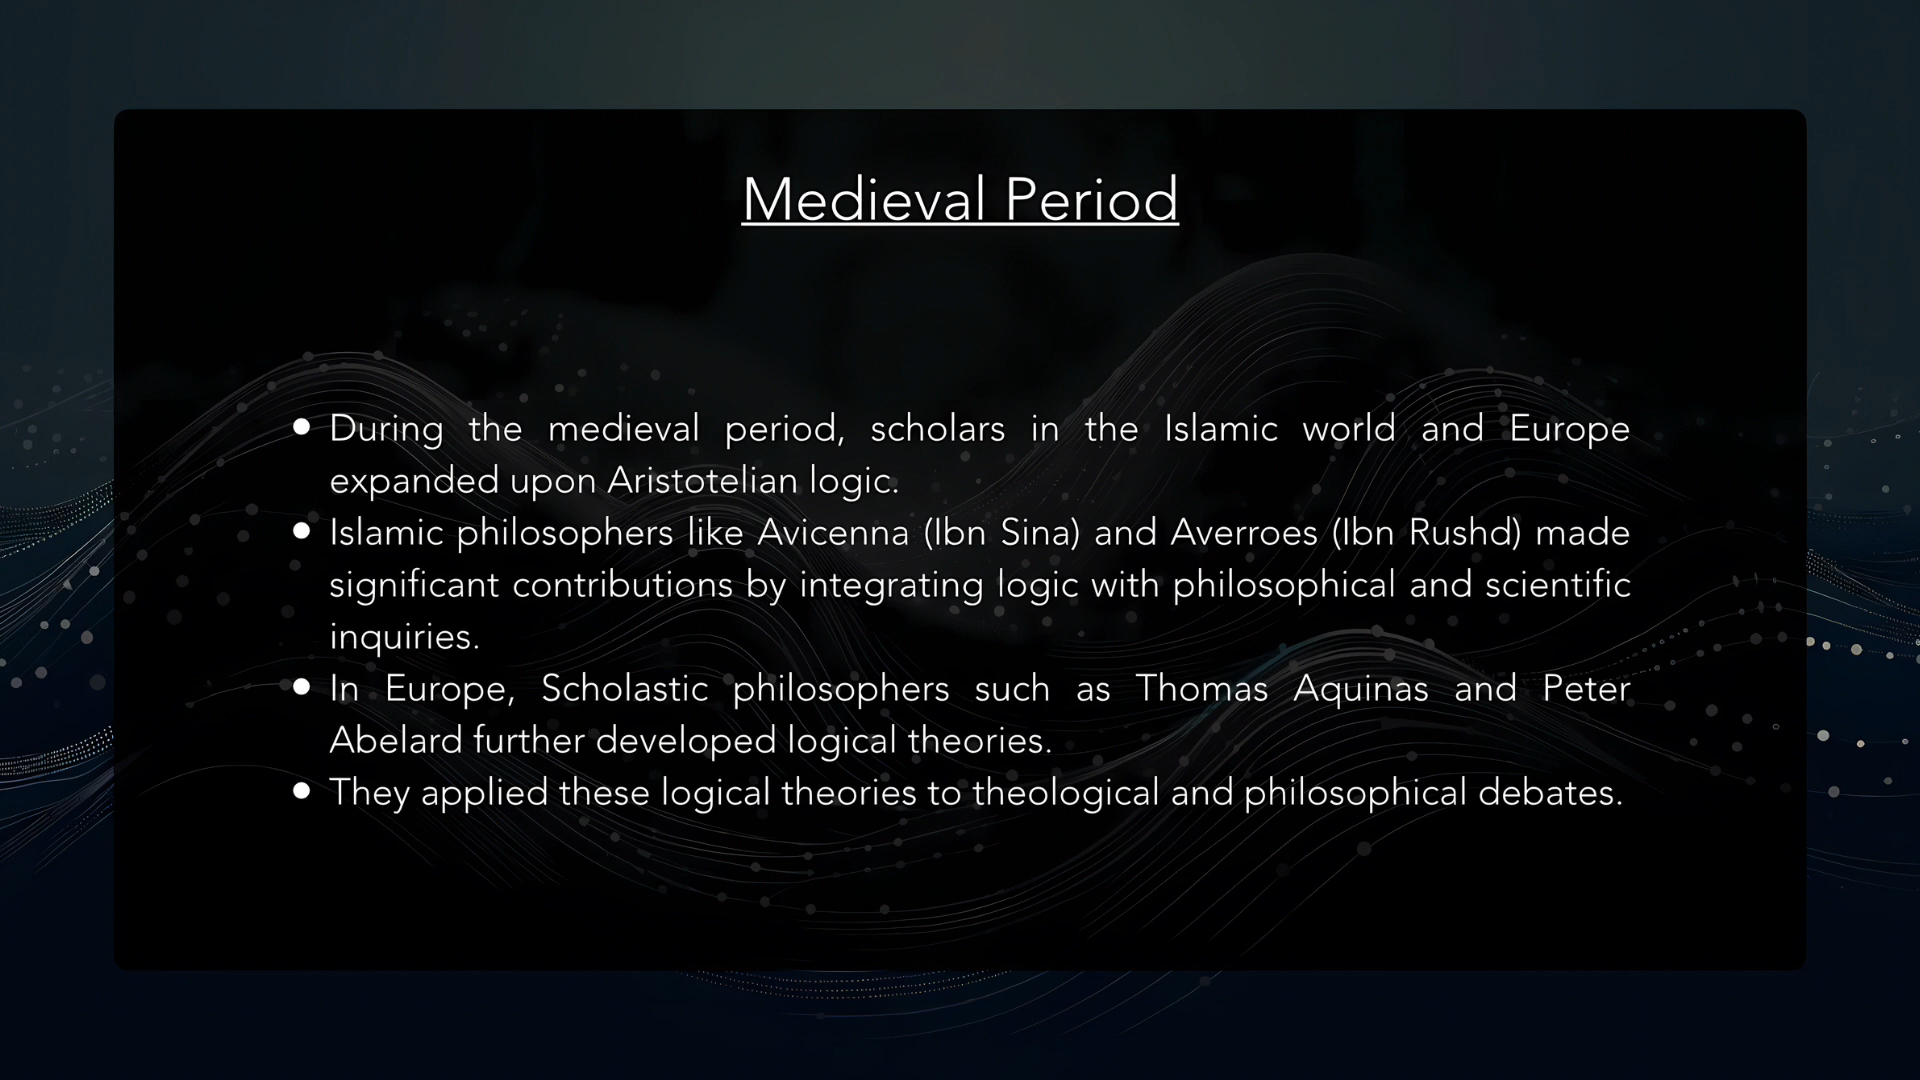 Medieval Period
● During the medieval period, scholars in the Islamic world and Europe
expanded upon Aristotelian logic.
● Islamic philosophers like Avicenna (Ibn Sina) and Averroes (Ibn Rushd) made
significant contributions by integrating logic with philosophical and scientific
inquiries.
● In Europe, Scholastic philosophers such as Thomas Aquinas and Peter
Abelard further developed logical theories.
● They applied these logical theories to theological and philosophical debates.